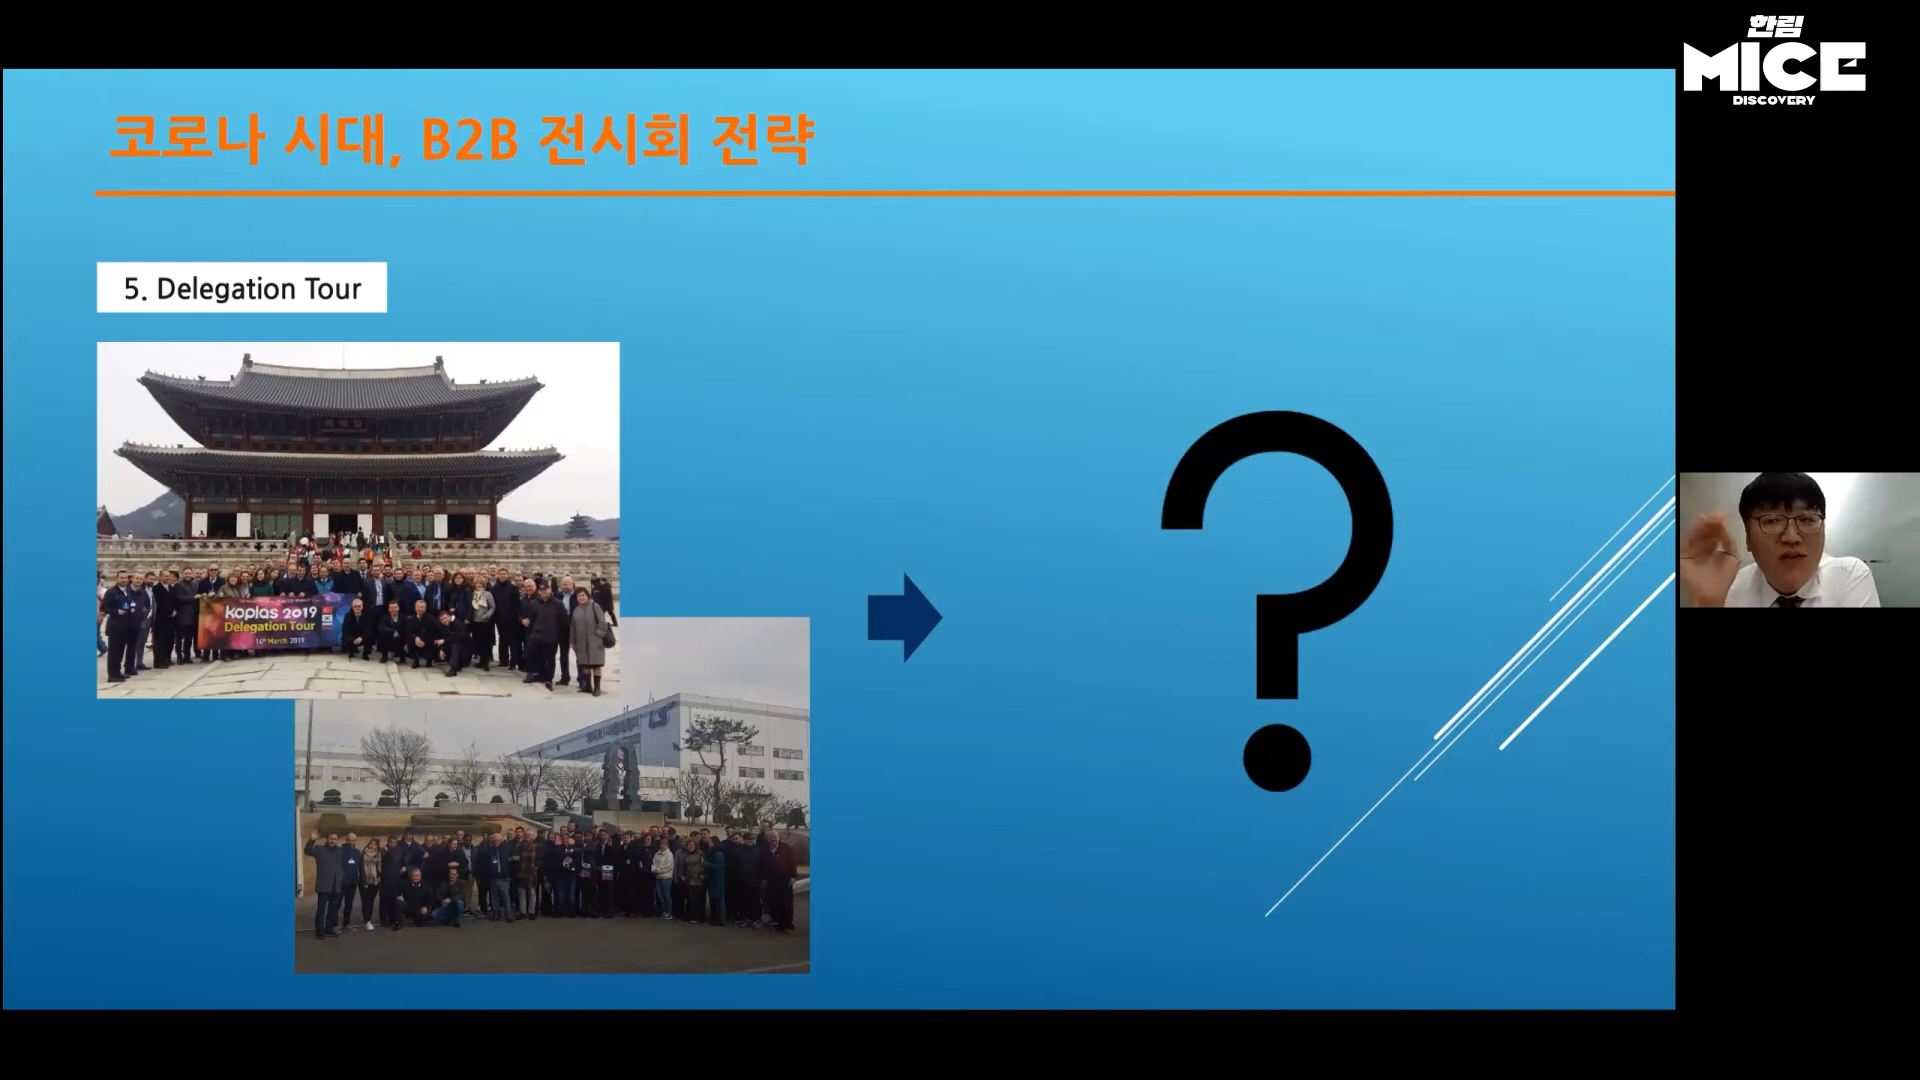 한림
MICE
DISCOVERY
코로나 시대, B2B 전시회 전략
5. Delegation Tour
Koplas 2019
Delegation Tour
14th March, 2019